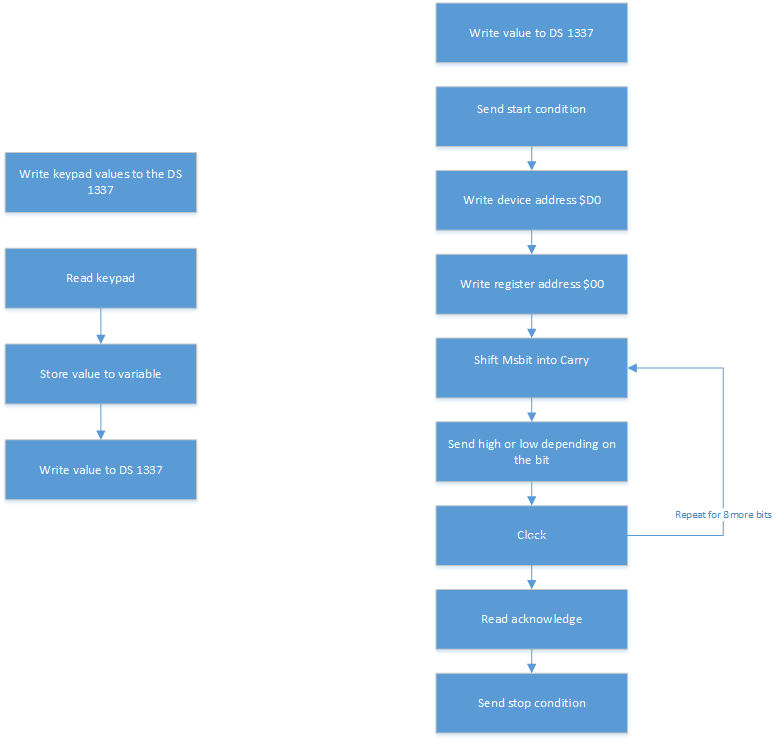 Write keypad values to the DS
1337
Read keypad
Store value to variable
Write value to DS 1337
Write value to DS 1337
Send start condition
Write device address $D0
Write register address $00
Shift Msbit into Carry
Send high or low depending on
the bit
Clock
Repeat for 8 more bits
Read acknowledge
Send stop condition